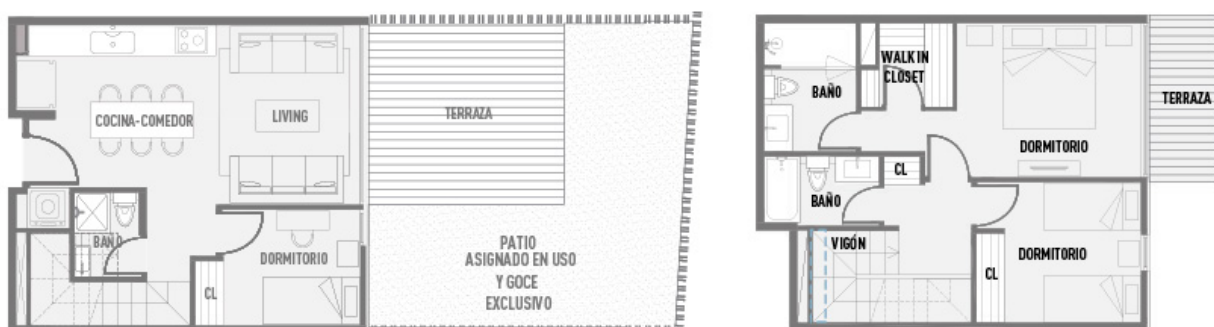 COCINA-COMEDOR
LIVING
TERRAZA
BAÑO
DORMITORIO
CL
PATIO
ASIGNADO EN USO
Y GOCE
EXCLUSIVO
WALK IN
CLOSET
BAÑO
TERRAZA
DORMITORIO
CL
BAÑO
VIGÓN
DORMITORIO
CL